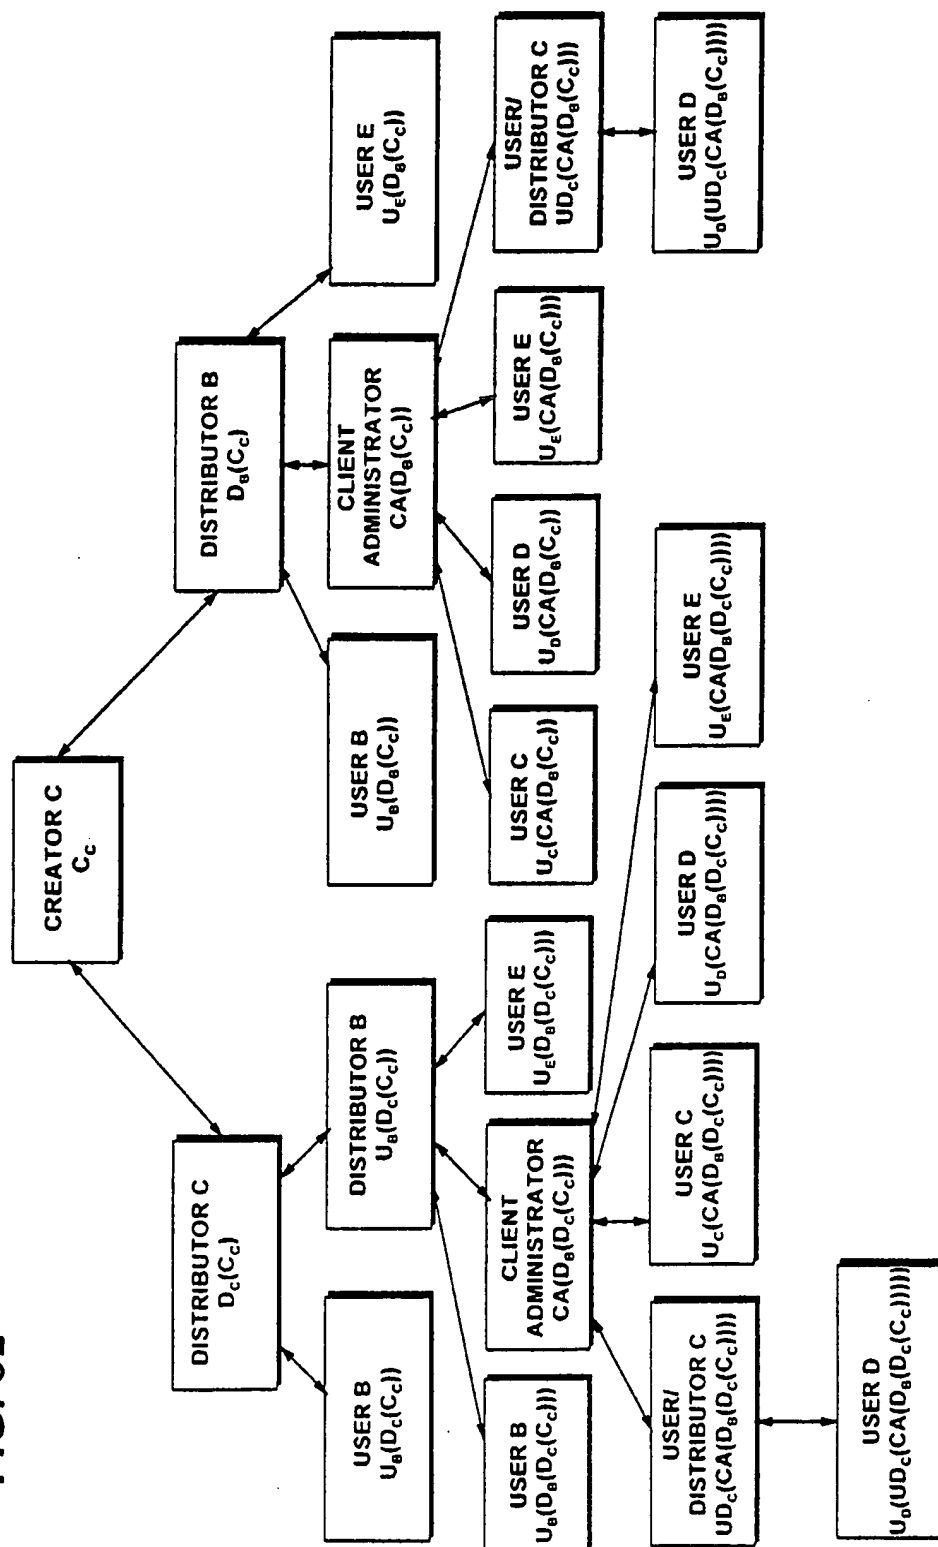 CREATOR C
C_C
DISTRIBUTOR C
D_C(C_C)
DISTRIBUTOR B
D_B(C_C)
USER B
U_B(D_C(C_C))
DISTRIBUTOR B
U_B(D_C(C_C))
USER B
U_B(D_B(C_C))
CLIENT
ADMINISTRATOR
CA(D_B(C_C))
USER E
U_E(D_B(C_C))
USER B
U_B(D_B(D_C(C_C)))
CLIENT
ADMINISTRATOR
CA(D_B(D_C(C_C)))
USER E
U_E(D_B(D_C(C_C)))
USER C
U_C(CA(D_B(C_C))
USER D
U_D(CA(D_B(C_C))
USER E
U_E(CA(D_B(C_C)))
USER/
DISTRIBUTOR C
UD_C(CA(D_B(C_C)))
USER/
DISTRIBUTOR C
UD_C(CA(D_B(D_C(C_C))))
USER C
U_C(CA(D_B(D_C(C_C))))
USER D
U_D(CA(D_B(D_C(C_C))))
USER E
U_E(CA(D_B(D_C(C_C))))
USER D
U_D(UD_C(CA(D_B(C_C))))
USER D
U_D(UD_C(CA(D_B(D_C(C_C)))))